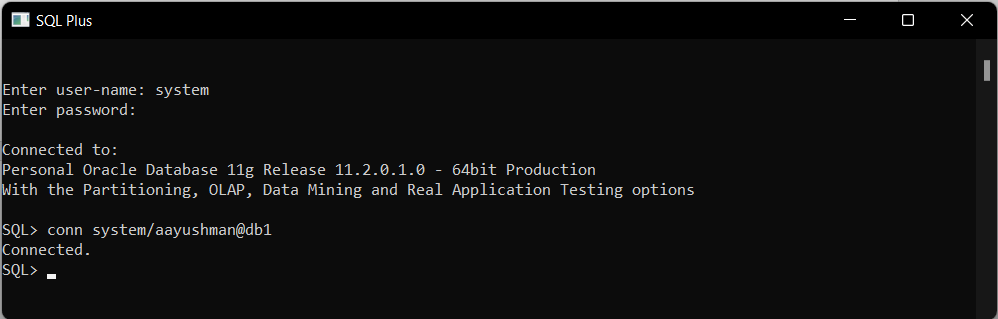 SQL Plus
Enter user-name: system
Enter password:
Connected to:
Personal Oracle Database 11g Release 11.2.0.1.0 - 64bit Production
With the Partitioning, OLAP, Data Mining and Real Application Testing options
SQL> conn system/aayushman@db1
Connected.
SQL>